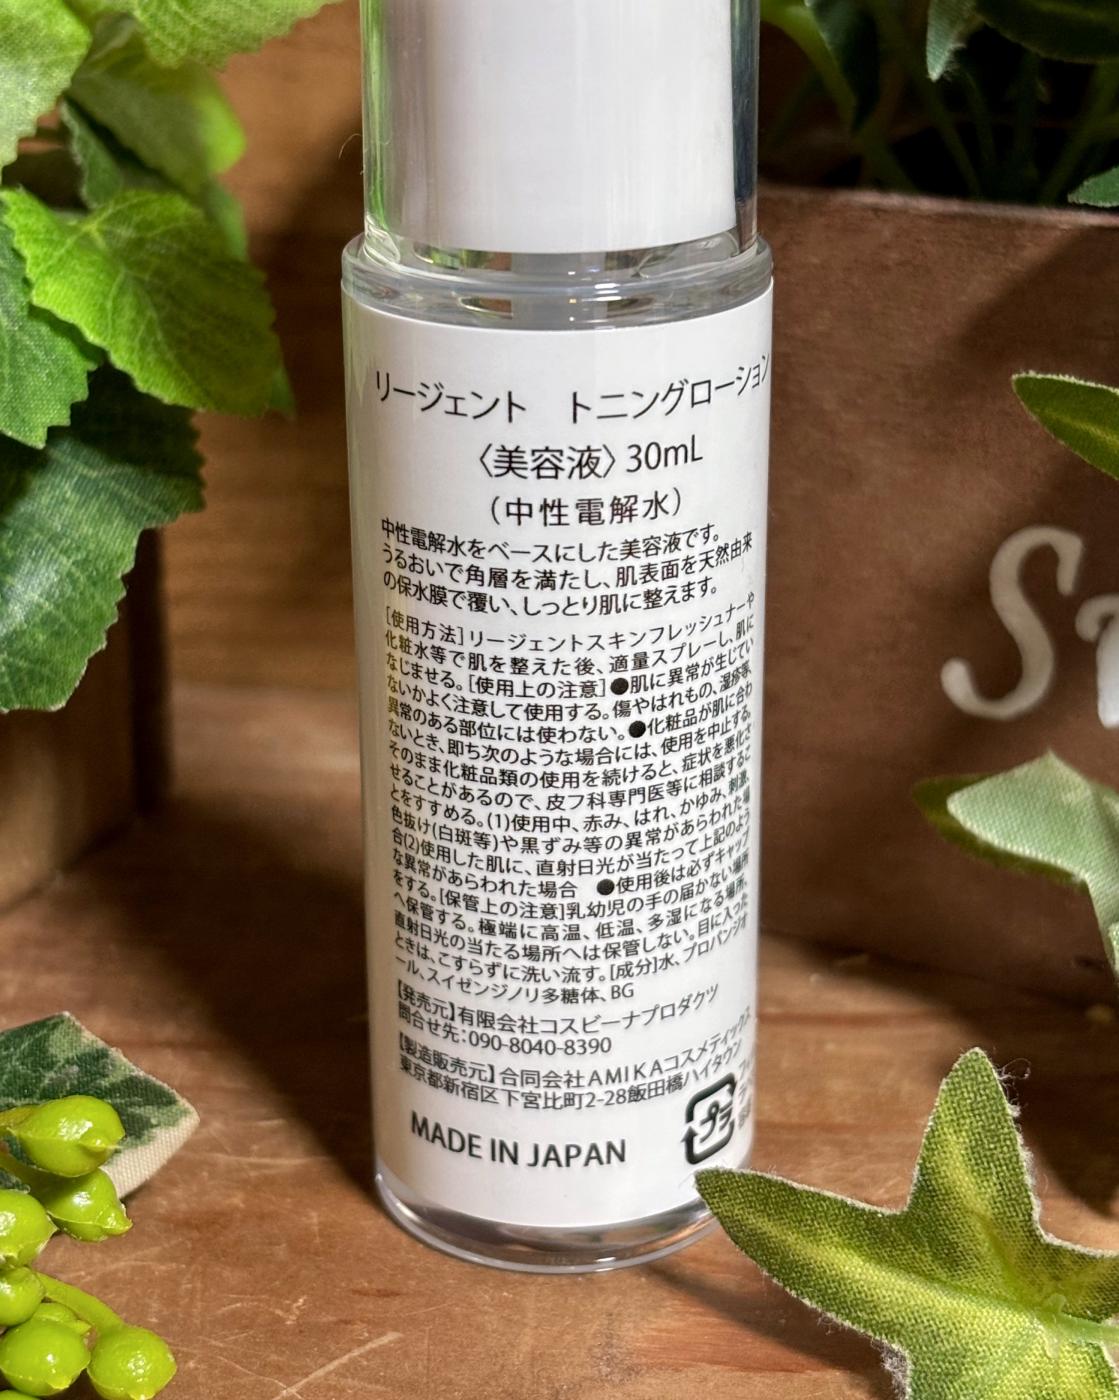 リージェント　トニングローション
〈美容液〉30mL
（中性電解水）
中性電解水をベースにした美容液です。
うるおいで角層を満たし、肌表面を天然由来
の保水膜で覆い、しっとり肌に整えます。
[使用方法]リージェントスキンフレッシュナーや
化粧水等で肌を整えた後、適量スプレーし、肌に
なじませる。[使用上の注意]●肌に異常が生じてい
ないかよく注意して使用する。傷やはれもの、湿疹等、
異常のある部位には使わない。●化粧品が肌に合わ
ないとき、即ち次のような場合には、使用を中止する。
そのまま化粧品類の使用を続けると、症状を悪化さ
せることがあるので、皮フ科専門医等に相談するこ
とをすすめる。(1)使用中、赤み、はれ、かゆみ、刺激、
色抜け(白斑等)や黒ずみ等の異常があらわれた場
合(2)使用した肌に、直射日光が当たって上記のよう
な異常があらわれた場合　●使用後は必ずキャップ
をする。[保管上の注意]乳幼児の手の届かない場所
へ保管する。極端に高温、低温、多湿になる場所、
直射日光の当たる場所へは保管しない。目に入った
ときは、こすらずに洗い流す。[成分]水、プロパンジオ
ール、スイゼンジノリ多糖体、BG
【発売元】有限会社コスビーナプロダクツ
問合せ先：090-8040-8390
【製造販売元】合同会社AMIKAコスメティックス
東京都新宿区下宮比町2-28飯田橋ハイタウン
プラ
MADE IN JAPAN
S